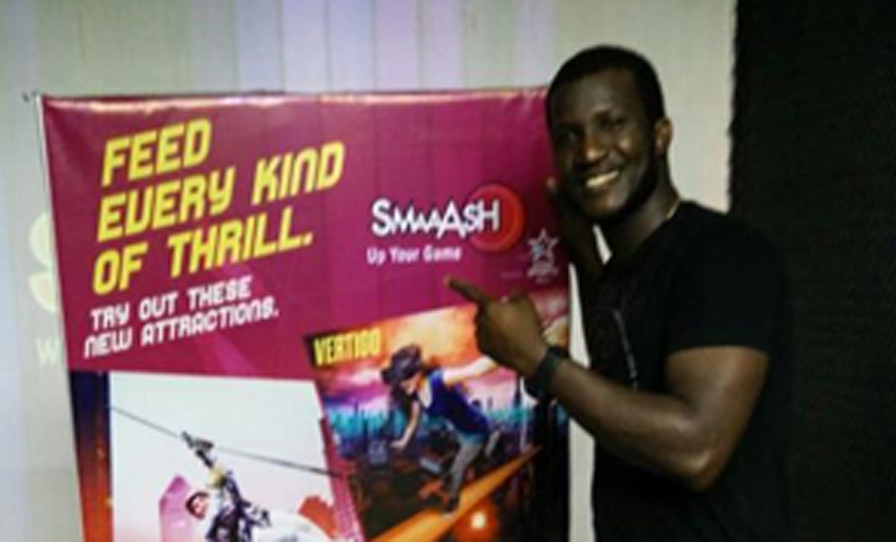 FEED
EVERY KIND
OF THRILL.
TRY OUT THESE
NEW ATTRACTIONS.
SMAAASH
Up Your Game
VERTIGO